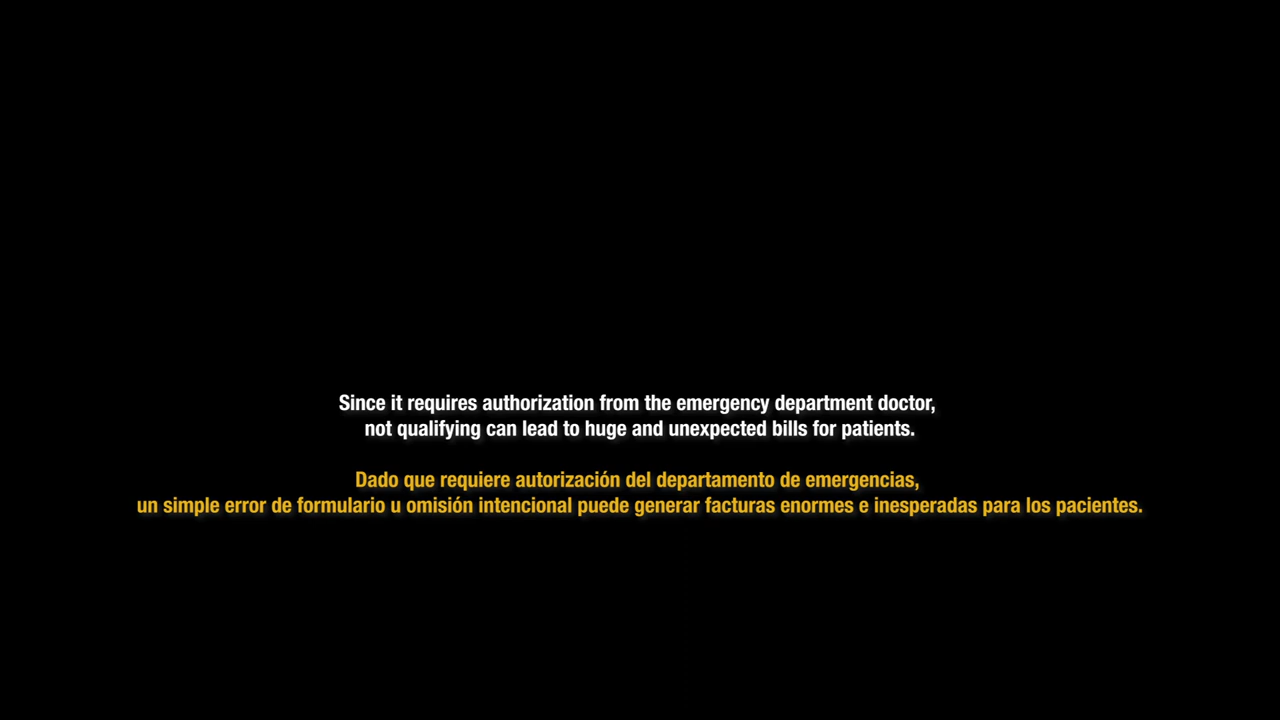 Since it requires authorization from the emergency department doctor,
not qualifying can lead to huge and unexpected bills for patients.
Dado que requiere autorización del departamento de emergencias,
un simple error de formulario u omisión intencional puede generar facturas enormes e inesperadas para los pacientes.